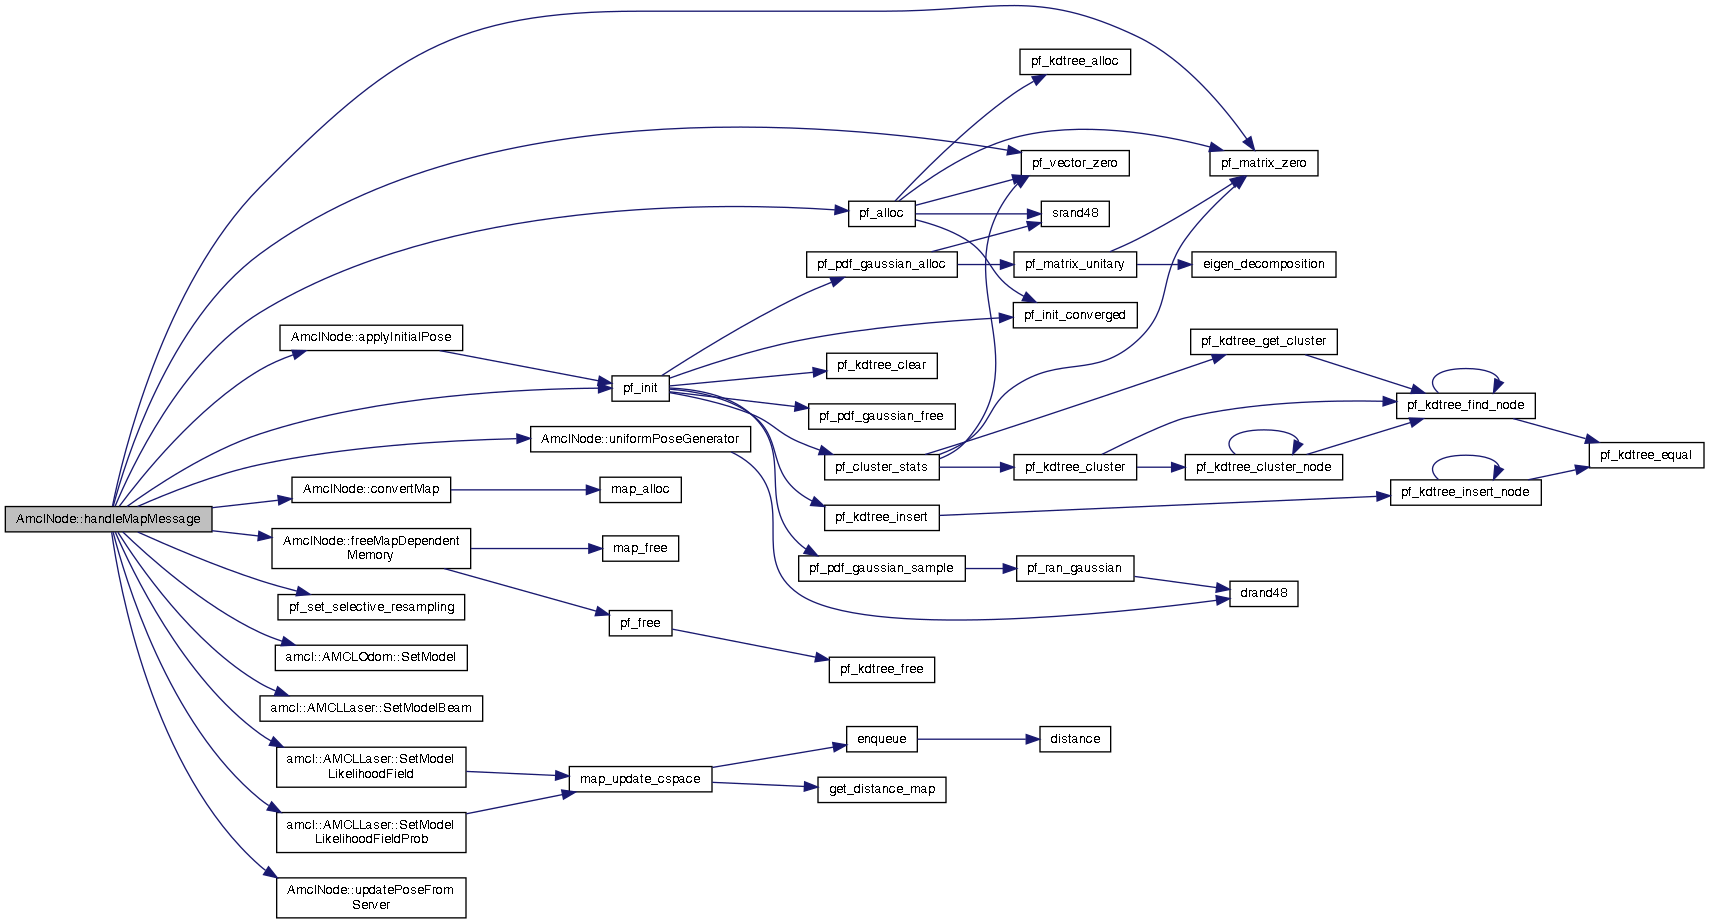 pf_kdtree_alloc
pf_vector_zero
pf_matrix_zero
pf_alloc
srand48
pf_pdf_gaussian_alloc
pf_matrix_unitary
eigen_decomposition
pf_init_converged
AmclNode::applyInitialPose
pf_kdtree_get_cluster
pf_kdtree_clear
pf_init
pf_kdtree_find_node
pf_pdf_gaussian_free
AmclNode::uniformPoseGenerator
pf_cluster_stats
pf_kdtree_cluster
pf_kdtree_cluster_node
pf_kdtree_equal
AmclNode::convertMap
map_alloc
pf_kdtree_insert_node
AmclNode::handleMapMessage
pf_kdtree_insert
AmclNode::freeMapDependent
Memory
map_free
pf_pdf_gaussian_sample
pf_ran_gaussian
drand48
pf_set_selective_resampling
pf_free
amcl::AMCLOdom::SetModel
pf_kdtree_free
amcl::AMCLLaser::SetModelBeam
enqueue
distance
amcl::AMCLLaser::SetModel
LikelihoodField
map_update_cspace
get_distance_map
amcl::AMCLLaser::SetModel
LikelihoodFieldProb
AmclNode::updatePoseFrom
Server